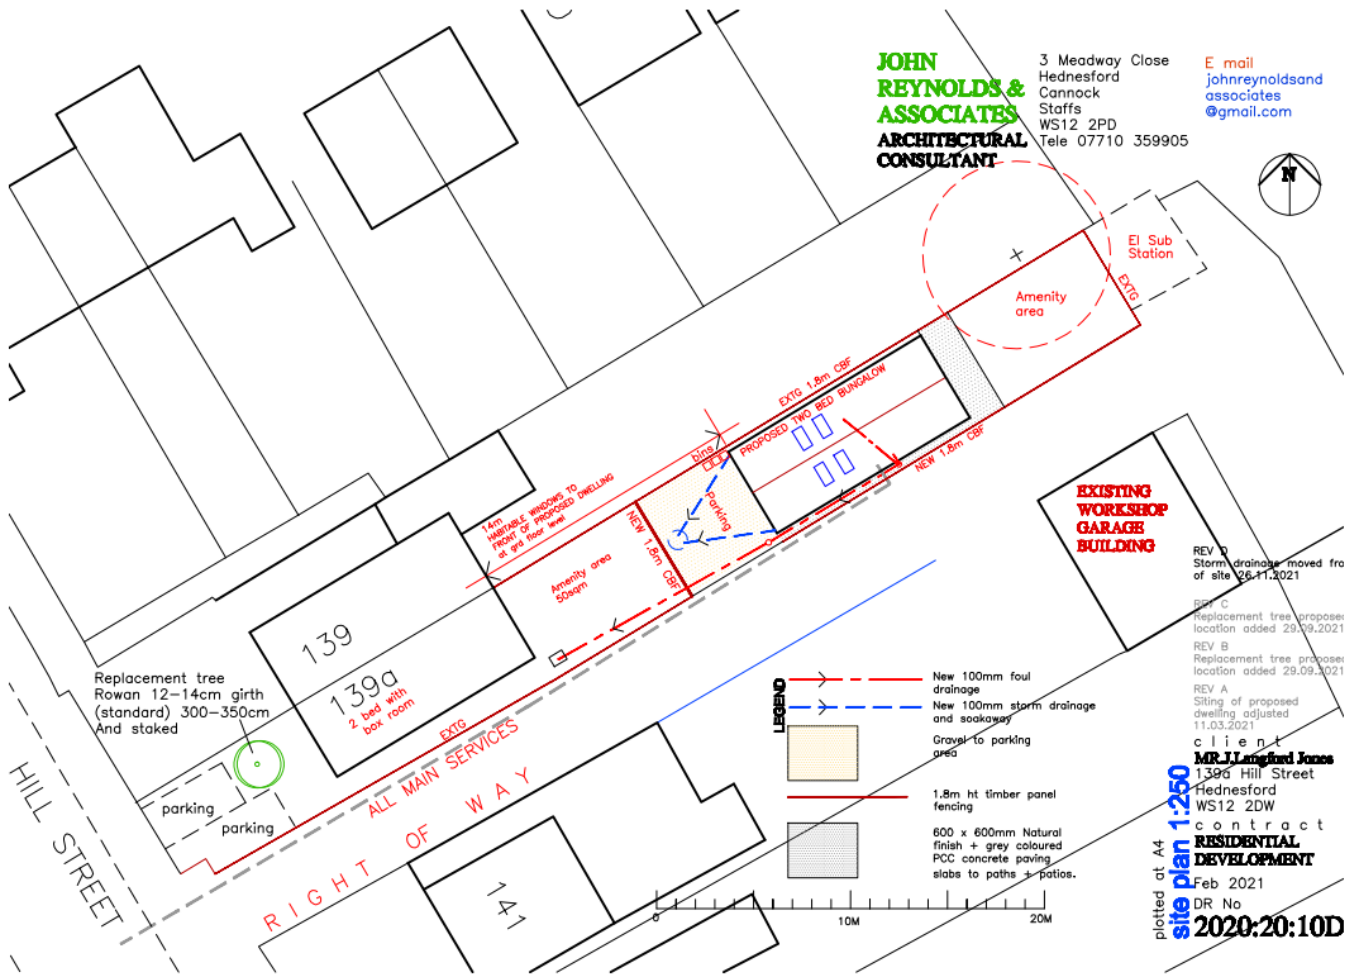 JOHN
REYNOLDS &
ASSOCIATES
ARCHITECTURAL
CONSULTANT
3 Meadway Close
Hednesford
Cannock
Staffs
WS12 2PD
Tele 07710 359905
E mail
johnreynoldsand
associates
@gmail.com
N
El Sub
Station
EXTG
Amenity
area
EXTG 1.8m CBF
PROPOSED TWO BED BUNGALOW
bins
NEW 1.8m CBF
Parking
14m
HABITABLE WINDOWS TO
FRONT OF PROPOSED DWELLING
at grd floor level
NEW 1.8m CBF
Amenity area
50sqm
EXISTING
WORKSHOP
GARAGE
BUILDING
139
139a
2 bed with
box room
Replacement tree
Rowan 12-14cm girth
(standard) 300-350cm
And staked
EXTG
ALL MAIN SERVICES
RIGHT OF WAY
parking
parking
HILL STREET
141
LEGEND
New 100mm foul
drainage
New 100mm storm drainage
and soakaway
Gravel to parking
area
1.8m ht timber panel
fencing
600 x 600mm Natural
finish + grey coloured
PCC concrete paving
slabs to paths + patios.
0 10M 20M
REV D
Storm drainage moved fro
of site 26.11.2021
REV C
Replacement tree proposed
location added 29.09.2021
REV B
Replacement tree proposed
location added 29.09.2021
REV A
Siting of proposed
dwelling adjusted
11.03.2021
client
MR.J.Langford Jones
139a Hill Street
Hednesford
WS12 2DW
contract
RESIDENTIAL
DEVELOPMENT
Feb 2021
DR No
2020:20:10D
plotted at A4
site plan 1:250